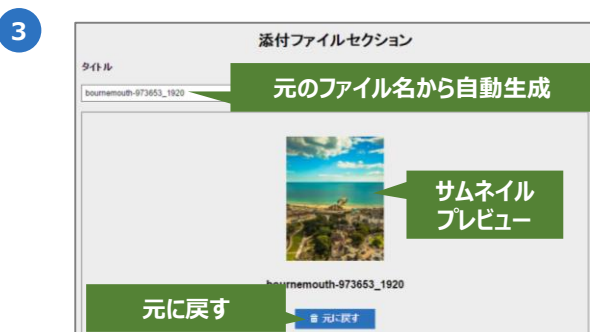 3
添付ファイルセクション
タイトル
bournemouth-973653_1920
元のファイル名から自動生成
サムネイル
プレビュー
bournemouth-973653_1920
元に戻す
元に戻す